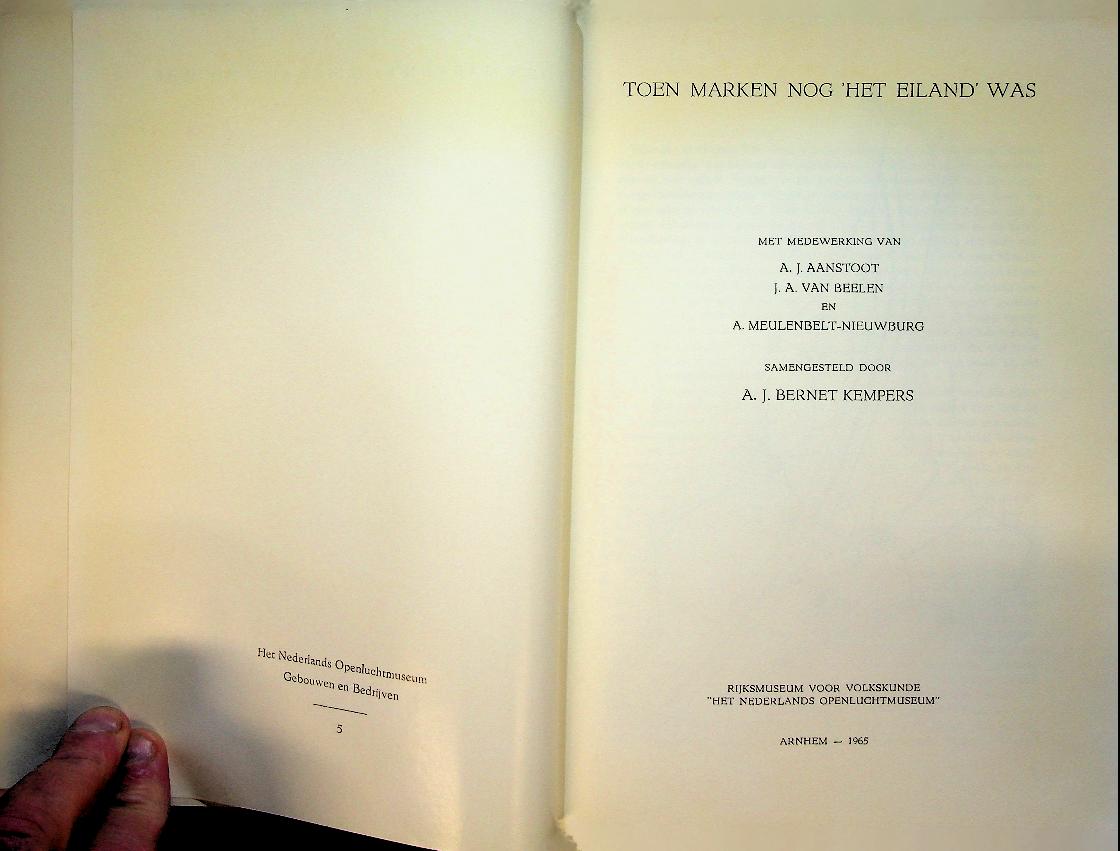 Het Nederlands Openluchtmuseum
Gebouwen en Bedrijven
5
TOEN MARKEN NOG 'HET EILAND' WAS
MET MEDEWERKING VAN
A. J. AANSTOOT
J. A. VAN BEELEN
EN
A. MEULENBELT-NIEUWBURG
SAMENGESTELD DOOR
A. J. BERNET KEMPERS
RIJKSMUSEUM VOOR VOLKSKUNDE
"HET NEDERLANDS OPENLUCHTMUSEUM"
ARNHEM — 1965